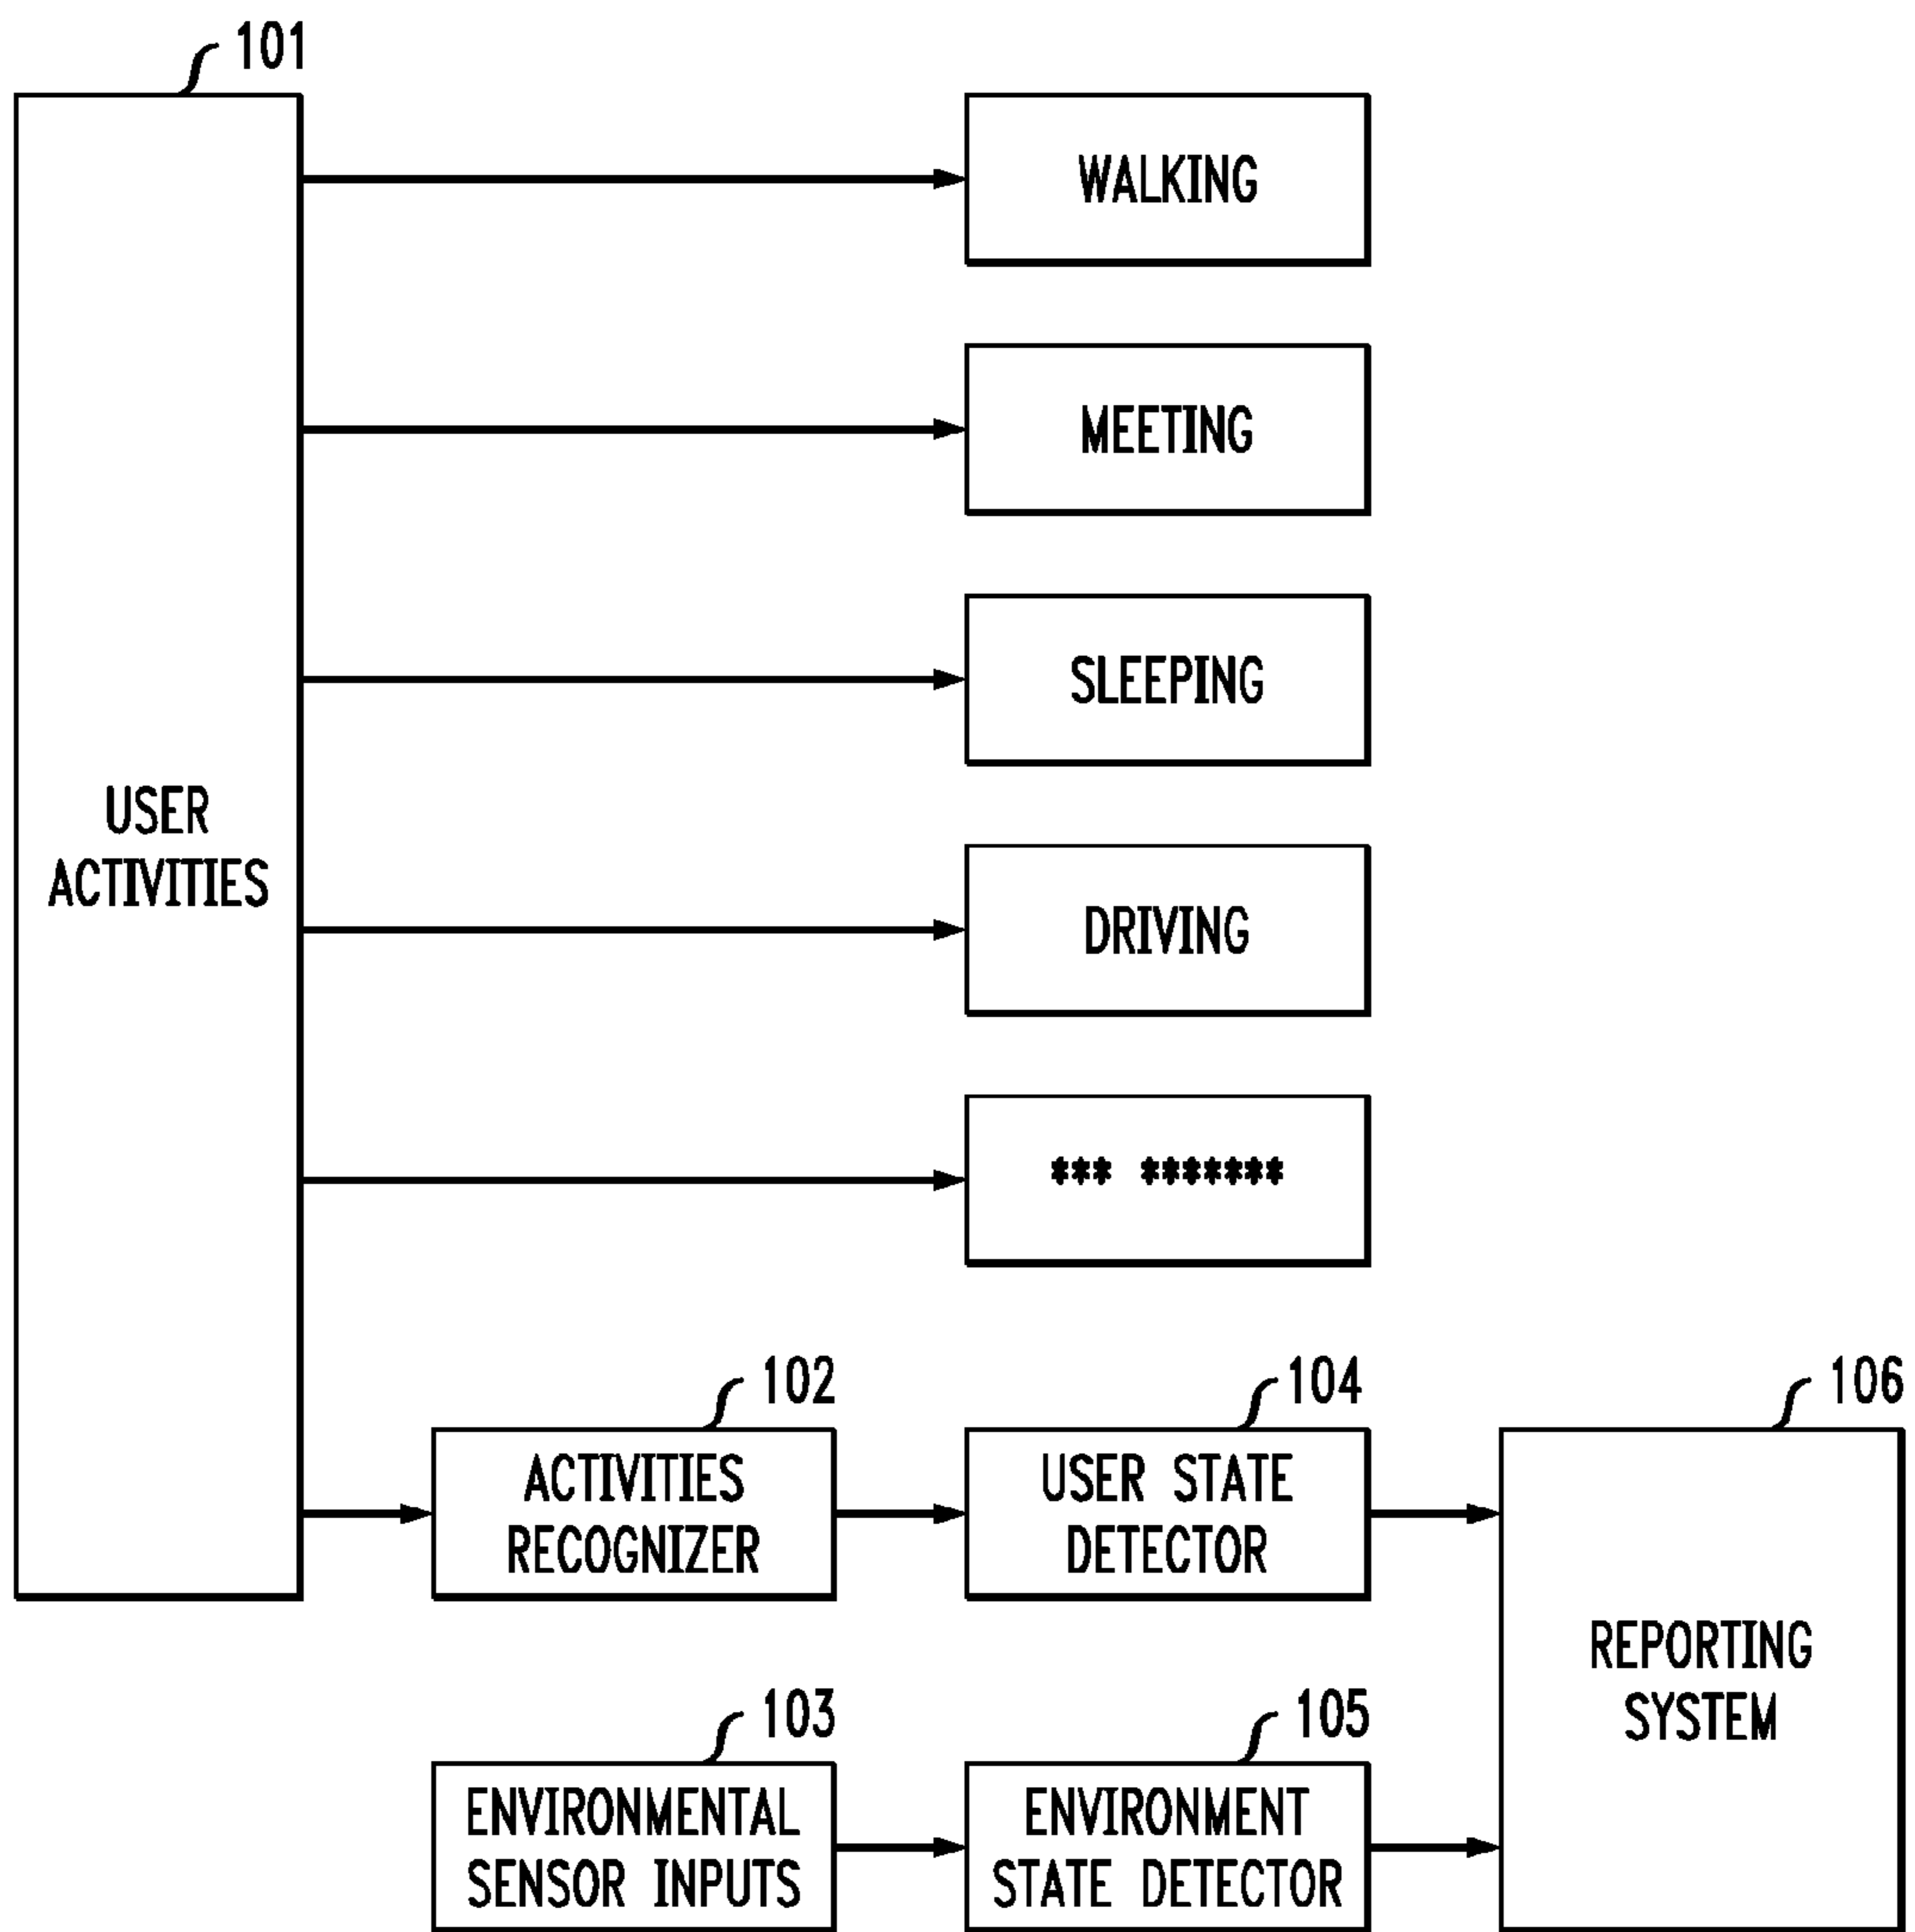 101
WALKING
MEETING
SLEEPING
USER
ACTIVITIES
DRIVING
*** *******
102
104
106
ACTIVITIES
RECOGNIZER
USER STATE
DETECTOR
REPORTING
SYSTEM
103
105
ENVIRONMENTAL
SENSOR INPUTS
ENVIRONMENT
STATE DETECTOR